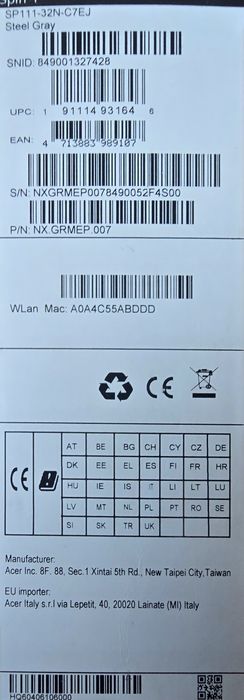 SP111-32N-C7EJ
Steel Gray
SNID: 849001327428
UPC: 1 91114 93164 6
EAN: 4 713883 989107
S/N: NXGRMEP0078490052F4S00
P/N: NX.GRMEP.007
WLan Mac: A0A4C55ABDDD
CE
CE
AT BE BG CH CY CZ DE
DK EE EL ES FI FR HR
HU IE IS IT LI LT LU
LV MT NL PL PT RO SE
SI SK TR UK
Manufacturer:
Acer Inc. 8F. 88, Sec.1 Xintai 5th Rd., New Taipei City,Taiwan
EU importer:
Acer Italy s.r.l via Lepetit, 40, 20020 Lainate (MI) Italy
HQ60406106000